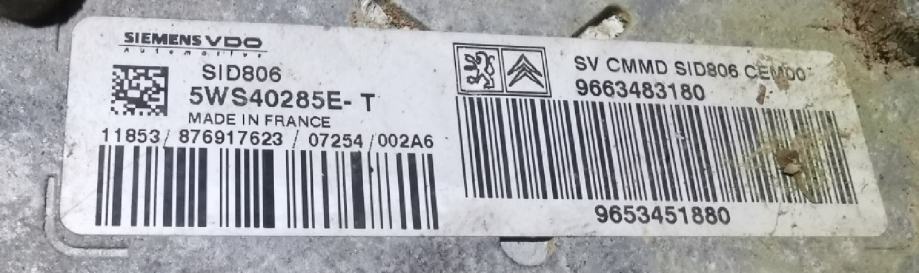 SIEMENS VDO
Automotive
SID806
5WS40285E-T
MADE IN FRANCE
11853/876917623/07254/002A6
SV CMMD SID806 CEM00
9663483180
9653451880